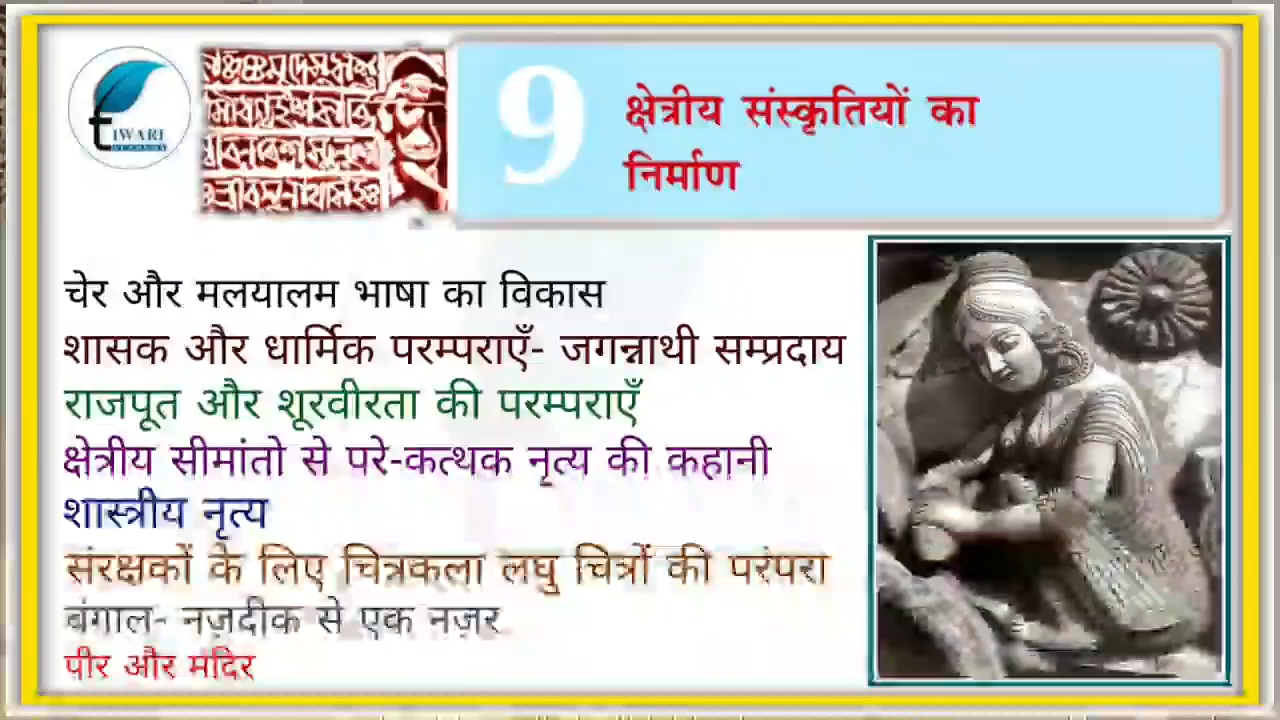 9
क्षेत्रीय संस्कृतियों का
निर्माण
TIWARI
चेर और मलयालम भाषा का विकास
शासक और धार्मिक परम्पराएँ- जगन्नाथी सम्प्रदाय
राजपूत और शूरवीरता की परम्पराएँ
क्षेत्रीय सीमांतो से परे-कत्थक नृत्य की कहानी
शास्त्रीय नृत्य
संरक्षकों के लिए चित्रकला लघु चित्रों की परंपरा
बंगाल- नज़दीक से एक नज़र
पीर और मंदिर